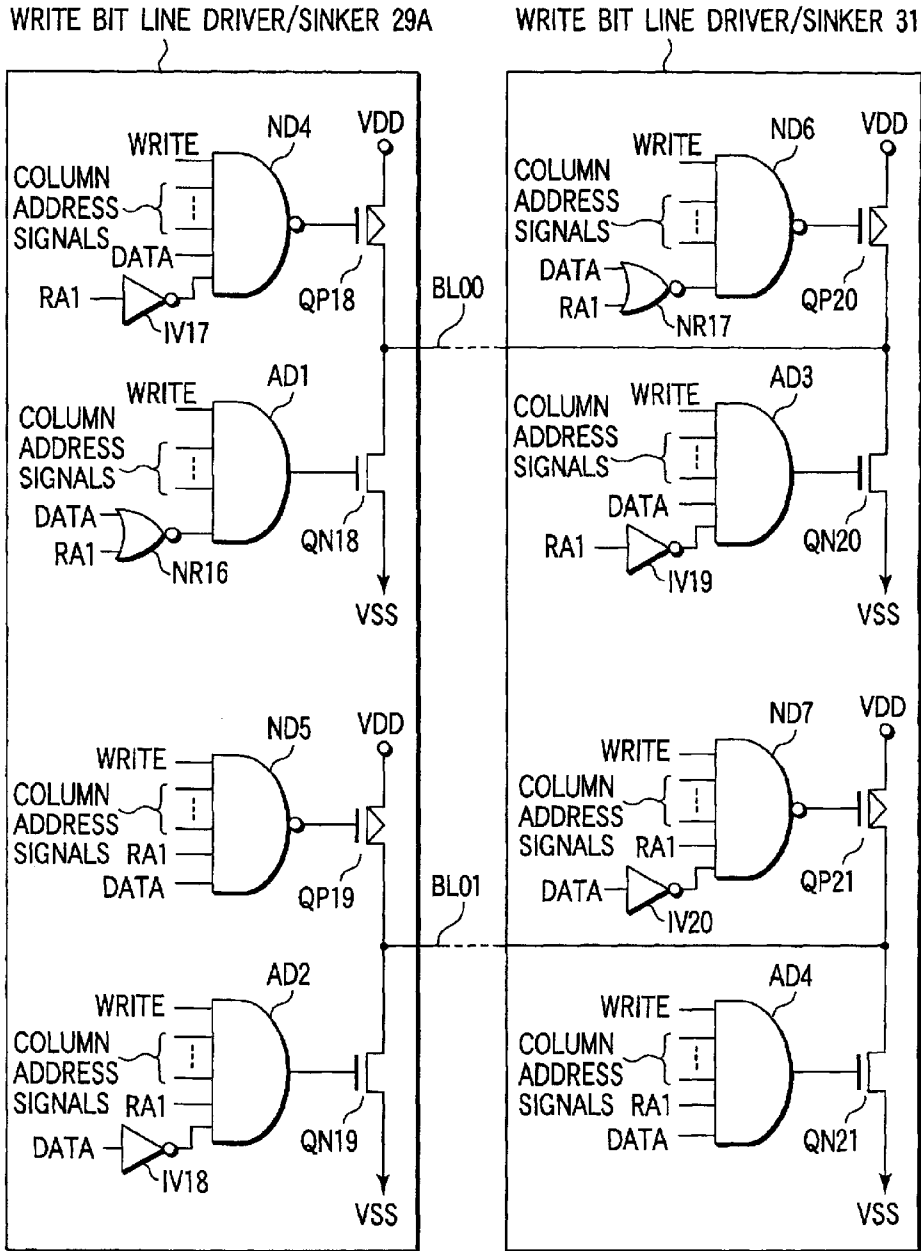 WRITE BIT LINE DRIVER/SINKER 29A
WRITE BIT LINE DRIVER/SINKER 31
ND4
VDD
WRITE
COLUMN
ADDRESS
SIGNALS
DATA
RA1
IV17
QP18
BL00
AD1
WRITE
COLUMN
ADDRESS
SIGNALS
DATA
RA1
NR16
QN18
VSS
ND5
VDD
WRITE
COLUMN
ADDRESS
SIGNALS
RA1
DATA
QP19
BL01
AD2
WRITE
COLUMN
ADDRESS
SIGNALS
RA1
DATA
IV18
QN19
VSS
ND6
VDD
WRITE
COLUMN
ADDRESS
SIGNALS
DATA
RA1
NR17
QP20
AD3
WRITE
COLUMN
ADDRESS
SIGNALS
DATA
RA1
IV19
QN20
VSS
ND7
VDD
WRITE
COLUMN
ADDRESS
SIGNALS
RA1
DATA
IV20
QP21
AD4
WRITE
COLUMN
ADDRESS
SIGNALS
RA1
DATA
QN21
VSS